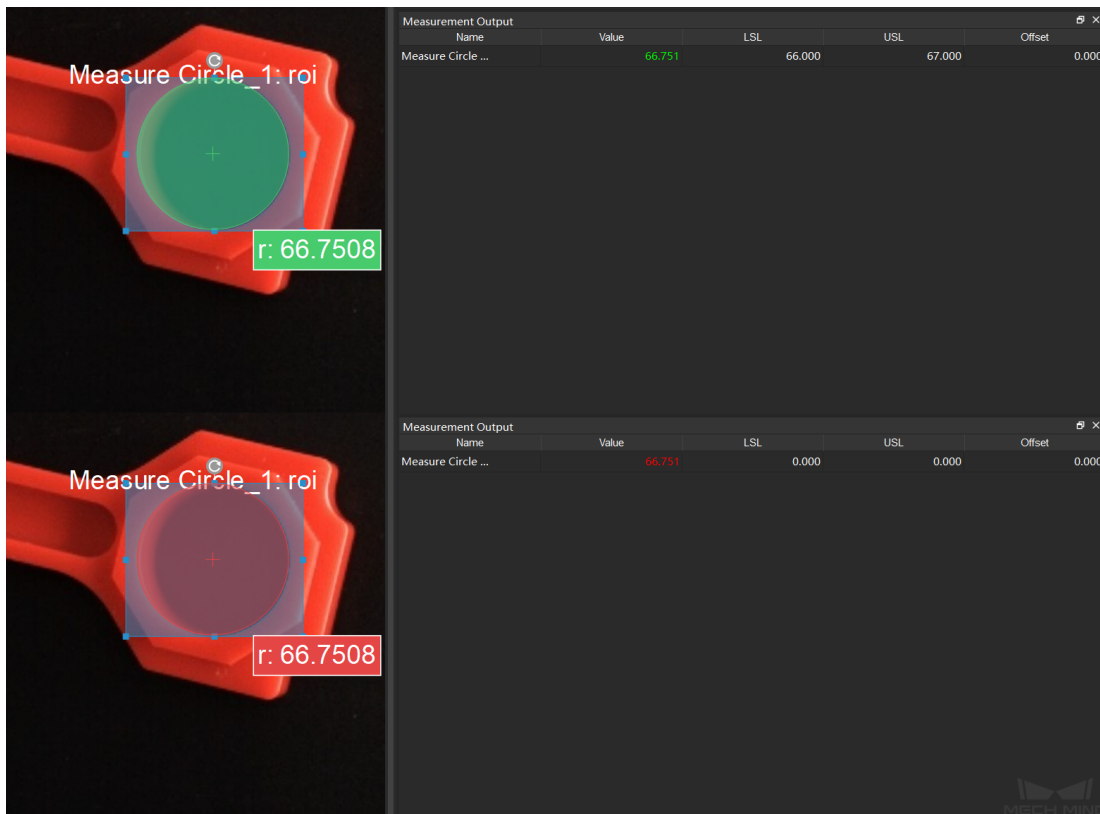 Measurement Output
Name Value LSL USL Offset
Measure Circle ... 66.751 66.000 67.000 0.000
Measure Circle_1: roi
r: 66.7508
Measurement Output
Name Value LSL USL Offset
Measure Circle ... 66.751 0.000 0.000 0.000
Measure Circle_1: roi
r: 66.7508
MECH MIND